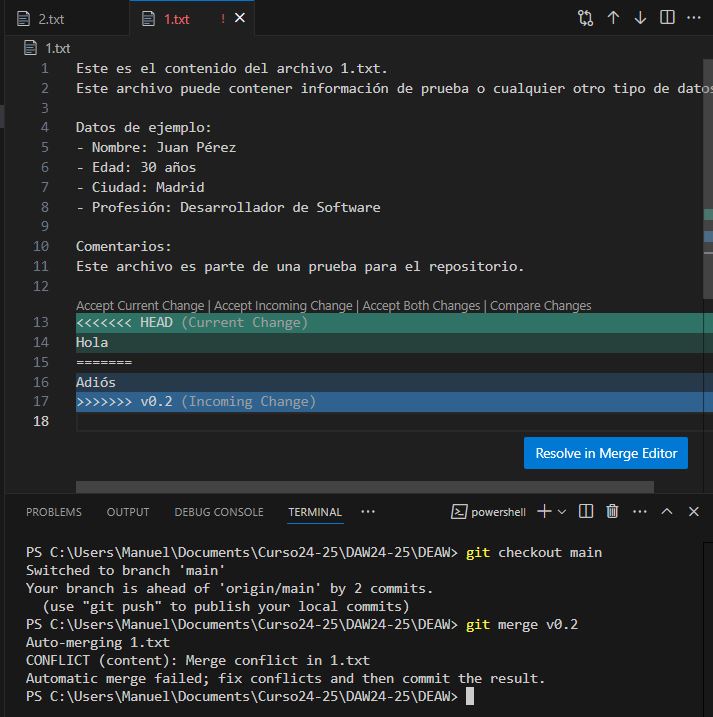 2.txt
1.txt ! ×
1.txt
1 Este es el contenido del archivo 1.txt.
2 Este archivo puede contener información de prueba o cualquier otro tipo de datos
3
4 Datos de ejemplo:
5 - Nombre: Juan Pérez
6 - Edad: 30 años
7 - Ciudad: Madrid
8 - Profesión: Desarrollador de Software
9
10 Comentarios:
11 Este archivo es parte de una prueba para el repositorio.
12
Accept Current Change | Accept Incoming Change | Accept Both Changes | Compare Changes
13 <<<<<<< HEAD (Current Change)
14 Hola
15 =======
16 Adiós
17 >>>>>>> v0.2 (Incoming Change)
18
Resolve in Merge Editor
PROBLEMS OUTPUT DEBUG CONSOLE TERMINAL ... powershell
PS C:\Users\Manuel\Documents\Curso24-25\DAW24-25\DEAW> git checkout main
Switched to branch 'main'
Your branch is ahead of 'origin/main' by 2 commits.
  (use "git push" to publish your local commits)
PS C:\Users\Manuel\Documents\Curso24-25\DAW24-25\DEAW> git merge v0.2
Auto-merging 1.txt
CONFLICT (content): Merge conflict in 1.txt
Automatic merge failed; fix conflicts and then commit the result.
PS C:\Users\Manuel\Documents\Curso24-25\DAW24-25\DEAW>